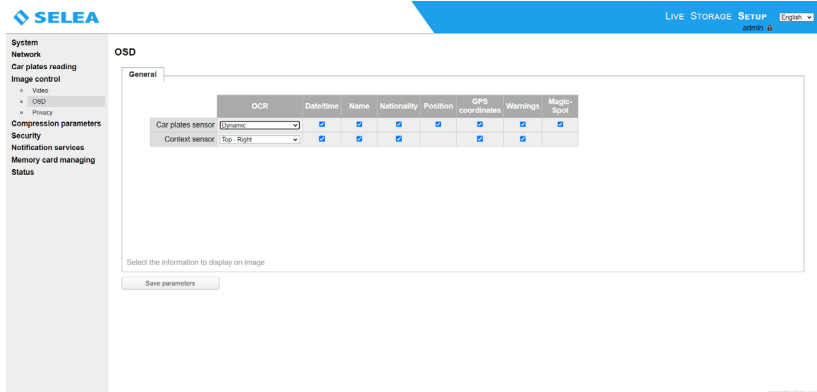 SELEA
LIVE STORAGE SETUP English
admin
System
Network
Car plates reading
Image control
Video
OSD
Privacy
Compression parameters
Security
Notification services
Memory card managing
Status
OSD
General
OCR Date/time Name Nationality Position GPS coordinates Warnings Magic-Spot
Car plates sensor Dynamic
Context sensor Top - Right
Select the information to display on image
Save parameters